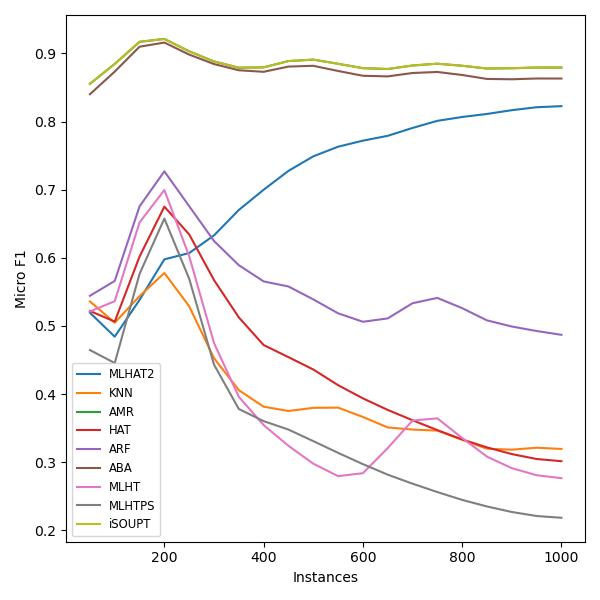 0.9
0.8
0.7
0.6
0.5
0.4
0.3
0.2
Micro F1
MLHAT2
KNN
AMR
HAT
ARF
ABA
MLHT
MLHTPS
iSOUPT
200 400 600 800 1000
Instances